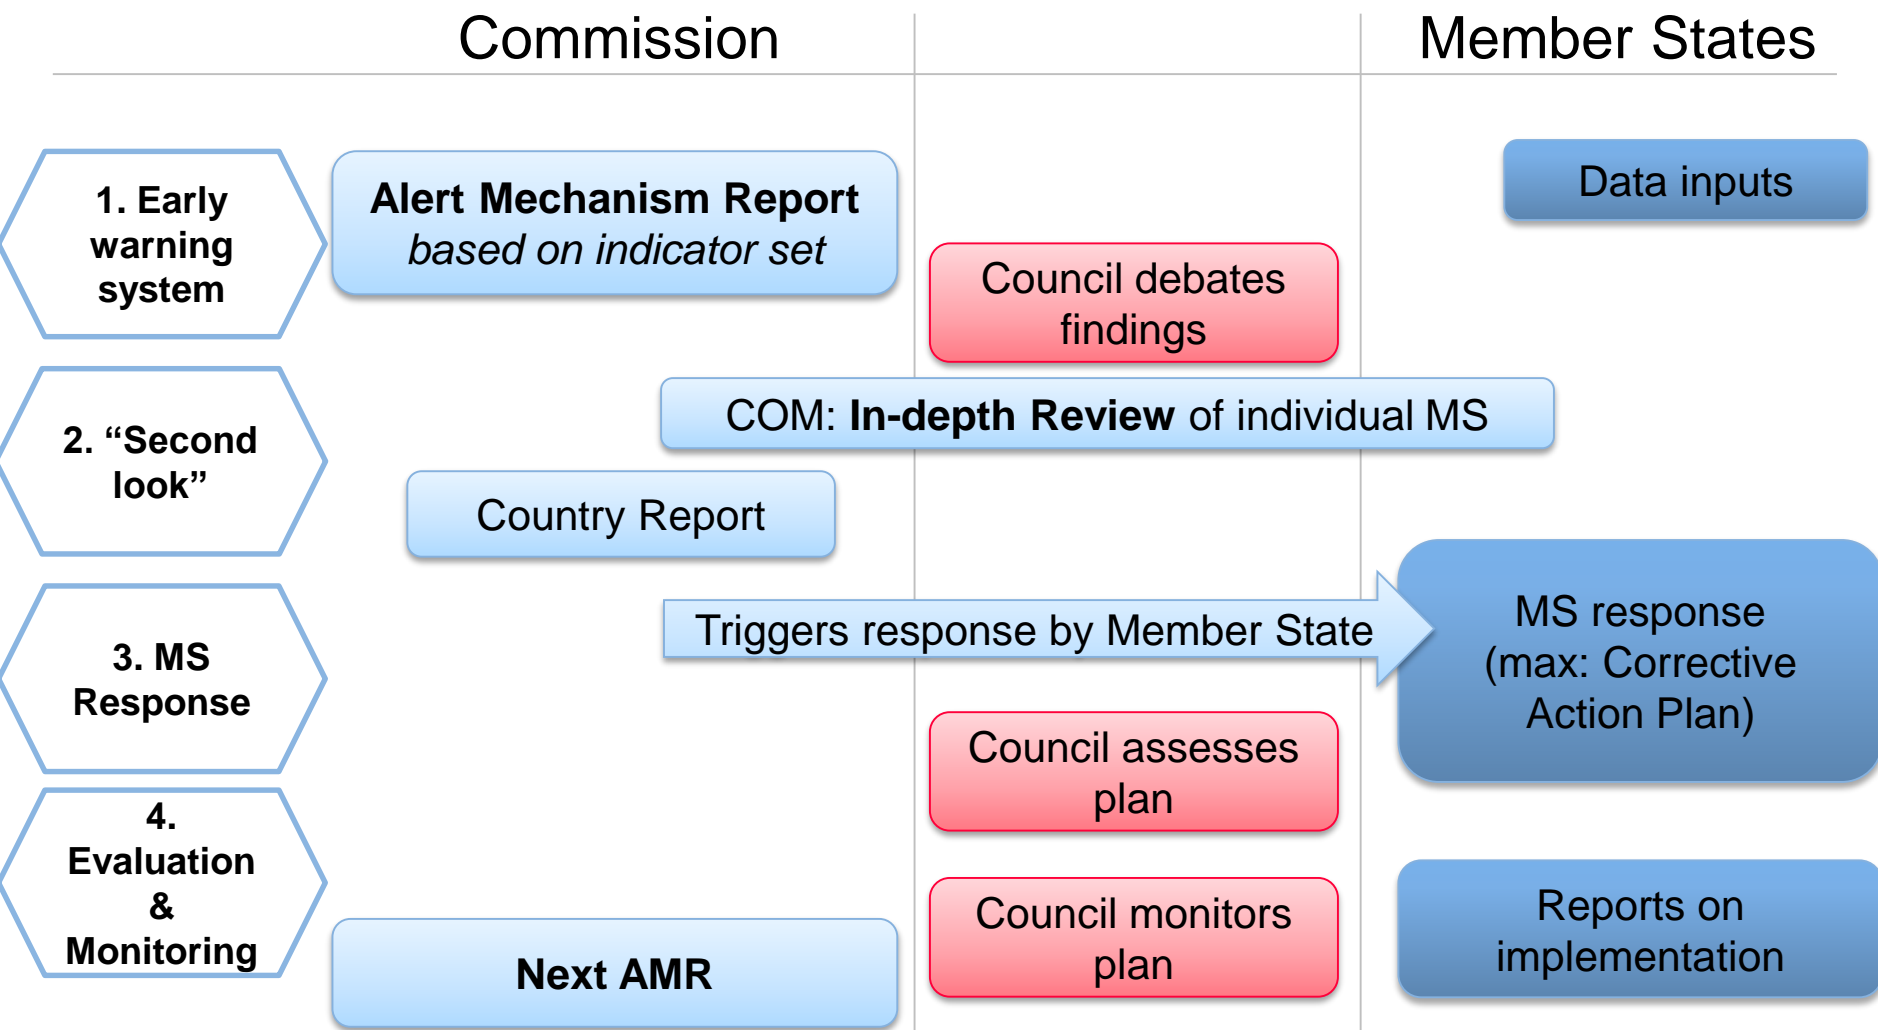 Commission
Member States
1. Early
warning
system
Alert Mechanism Report
based on indicator set
Data inputs
Council debates
findings
2. “Second
look”
COM: In-depth Review of individual MS
Country Report
3. MS
Response
Triggers response by Member State
MS response
(max: Corrective
Action Plan)
Council assesses
plan
4.
Evaluation
&
Monitoring
Next AMR
Council monitors
plan
Reports on
implementation